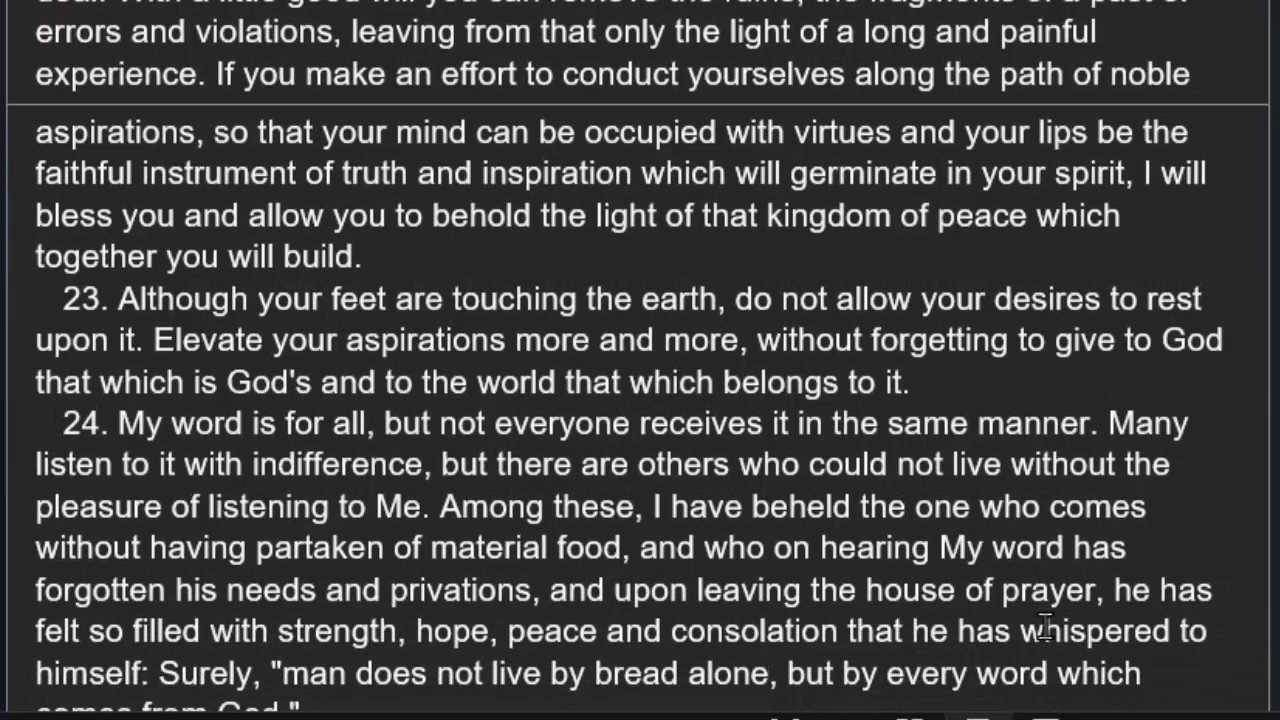 errors and violations, leaving from that only the light of a long and painful
experience. If you make an effort to conduct yourselves along the path of noble
aspirations, so that your mind can be occupied with virtues and your lips be the
faithful instrument of truth and inspiration which will germinate in your spirit, I will
bless you and allow you to behold the light of that kingdom of peace which
together you will build.
23. Although your feet are touching the earth, do not allow your desires to rest
upon it. Elevate your aspirations more and more, without forgetting to give to God
that which is God's and to the world that which belongs to it.
24. My word is for all, but not everyone receives it in the same manner. Many
listen to it with indifference, but there are others who could not live without the
pleasure of listening to Me. Among these, I have beheld the one who comes
without having partaken of material food, and who on hearing My word has
forgotten his needs and privations, and upon leaving the house of prayer, he has
felt so filled with strength, hope, peace and consolation that he has whispered to
himself: Surely, "man does not live by bread alone, but by every word which
comes from God."